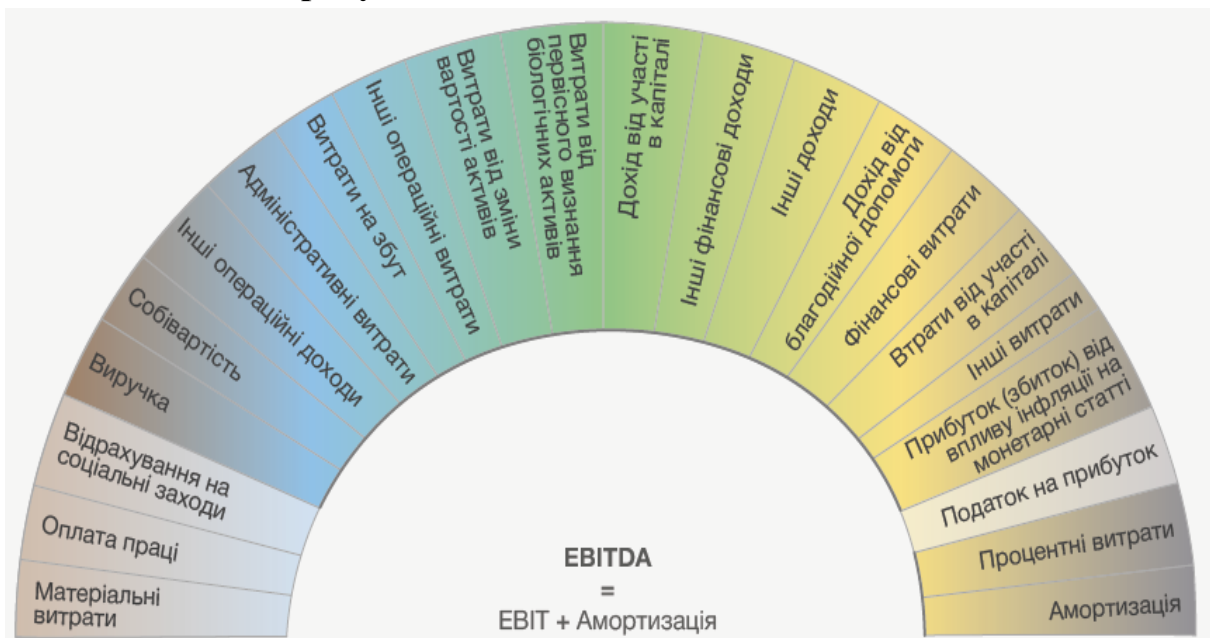 Матеріальні
витрати
Оплата праці
Відрахування на
соціальні заходи
Виручка
Собівартість
Інші операційні доходи
Адміністративні витрати
Витрати на збут
Інші операційні витрати
Витрати від зміни
вартості активів
Витрати від
первісного визнання
біологічних активів
Дохід від участі
в капіталі
Інші фінансові доходи
Інші доходи
Дохід від
благодійної допомоги
Фінансові витрати
Втрати від участі
в капіталі
Інші витрати
Прибуток (збиток) від
впливу інфляції на
монетарні статті
Податок на прибуток
Процентні витрати
Амортизація
EBITDA
=
EBIT + Амортизація